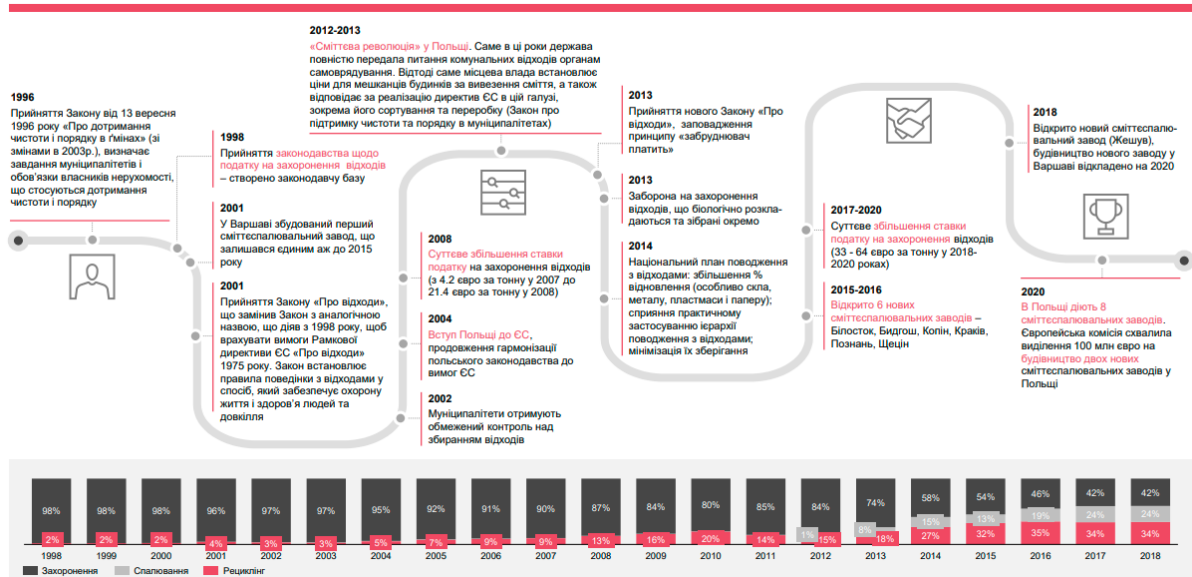 1996
Прийняття Закону від 13 вересня
1996 року «Про дотримання
чистоти і порядку в ґмінах» (зі
змінами в 2003р.), визначає
завдання муніципалітетів і
обов'язки власників нерухомості,
що стосуються дотримання
чистоти і порядку
1998
Прийняття законодавства щодо
податку на захоронення відходів
– створено законодавчу базу
2001
У Варшаві збудований перший
сміттєспалювальний завод, що
залишався єдиним аж до 2015
року
2001
Прийняття Закону «Про відходи»,
що замінив Закон з аналогічною
назвою, що діяв з 1998 року, щоб
врахувати вимоги Рамкової
директиви ЄС «Про відходи»
1975 року. Закон встановлює
правила поведінки з відходами у
спосіб, який забезпечує охорону
життя і здоров'я людей та
довкілля
2012-2013
«Сміттєва революція» у Польщі. Саме в ці роки держава
повністю передала питання комунальних відходів органам
самоврядування. Відтоді саме місцева влада встановлює
ціни для мешканців будинків за вивезення сміття, а також
відповідає за реалізацію директив ЄС в цій галузі,
зокрема його сортування та переробку (Закон про
підтримку чистоти та порядку в муніципалітетах)
2008
Суттєве збільшення ставки
податку на захоронення відходів
(з 4.2 євро за тонну у 2007 до
21.4 євро за тонну у 2008)
2004
Вступ Польщі до ЄС,
продовження гармонізації
польського законодавства до
вимог ЄС
2002
Муніципалітети отримують
обмежений контроль над
збиранням відходів
2013
Прийняття нового Закону «Про
відходи», заповадження
принципу «забруднювач
платить»
2013
Заборона на захоронення
відходів, що біологічно розкла-
даються та зібрані окремо
2014
Національний план поводження
з відходами: збільшення %
відновлення (особливо скла,
металу, пластмаси і паперу);
сприяння практичному
застосуванню ієрархії
поводження з відходами;
мінімізація їх зберігання
2017-2020
Суттєве збільшення ставки
податку на захоронення відходів
(33 - 64 євро за тонну у 2018-
2020 роках)
2015-2016
Відкрито 6 нових
сміттєспалювальних заводів –
Білосток, Бидгощ, Копін, Краків,
Познань, Щецін
2018
Відкрито новий сміттєспалю-
вальний завод (Жешув),
будівництво нового заводу у
Варшаві відкладено на 2020
2020
В Польщі діють 8
сміттєспалювальних заводів.
Європейська комісія схвалила
виділення 100 млн євро на
будівництво двох нових
сміттєспалювальних заводів у
Польщі
98% 98% 98% 96% 97% 97% 95% 92% 91% 90% 87% 84% 80% 85% 84% 74% 58% 54% 46% 42% 42%
1% 8% 15% 13% 19% 24% 24%
2% 2% 2% 4% 3% 3% 5% 7% 9% 9% 13% 16% 20% 14% 15% 18% 27% 32% 35% 34% 34%
1998 1999 2000 2001 2002 2003 2004 2005 2006 2007 2008 2009 2010 2011 2012 2013 2014 2015 2016 2017 2018
Захоронення Спалювання Рециклінг